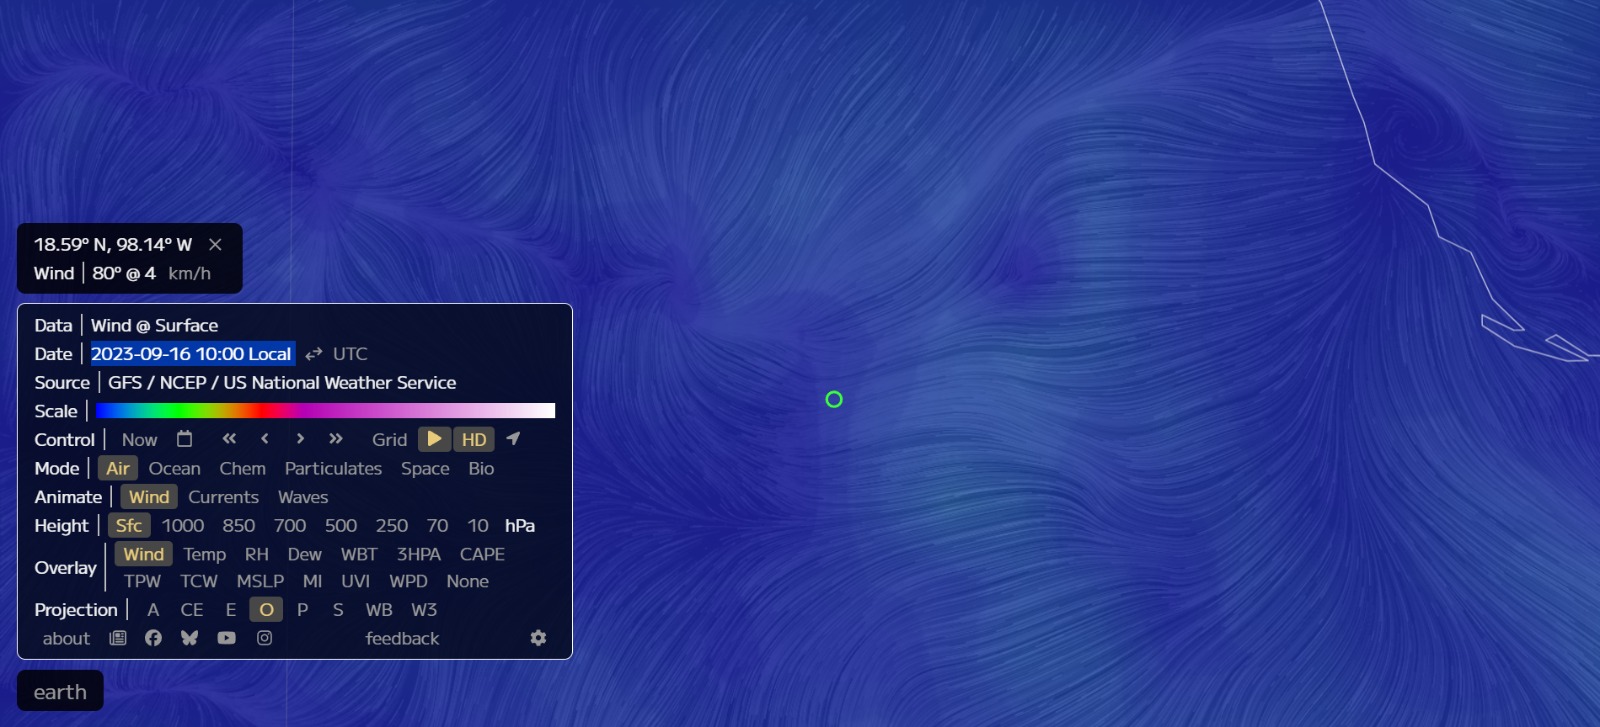 18.59° N, 98.14° W ×
Wind | 80° @ 4 km/h
Data | Wind @ Surface
Date | 2023-09-16 10:00 Local ⇄ UTC
Source | GFS / NCEP / US National Weather Service
Scale |
Control | Now « ‹ › » Grid HD
Mode | Air Ocean Chem Particulates Space Bio
Animate | Wind Currents Waves
Height | Sfc 1000 850 700 500 250 70 10 hPa
Overlay | Wind Temp RH Dew WBT 3HPA CAPE
TPW TCW MSLP MI UVI WPD None
Projection | A CE E O P S WB W3
about feedback
earth